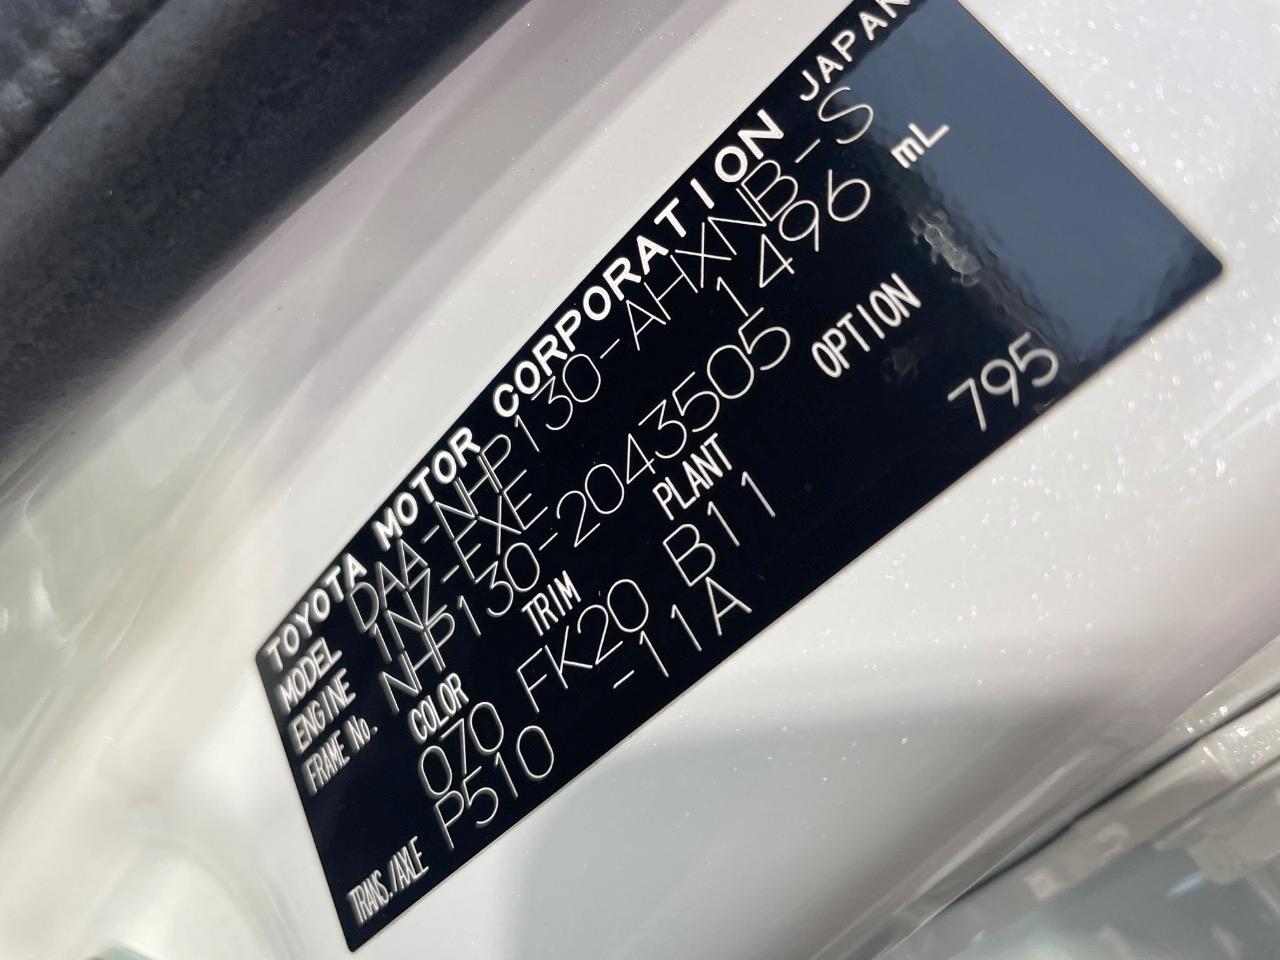 TOYOTA MOTOR CORPORATION JAPAN
MODEL DAA-NHP130-AHXNB-S
ENGINE 1NZ-EXE 1496 mL
FRAME No. NHP130-2043505
COLOR TRIM PLANT OPTION
070 FK20 B11 795
TRANS./AXLE P510 -11A